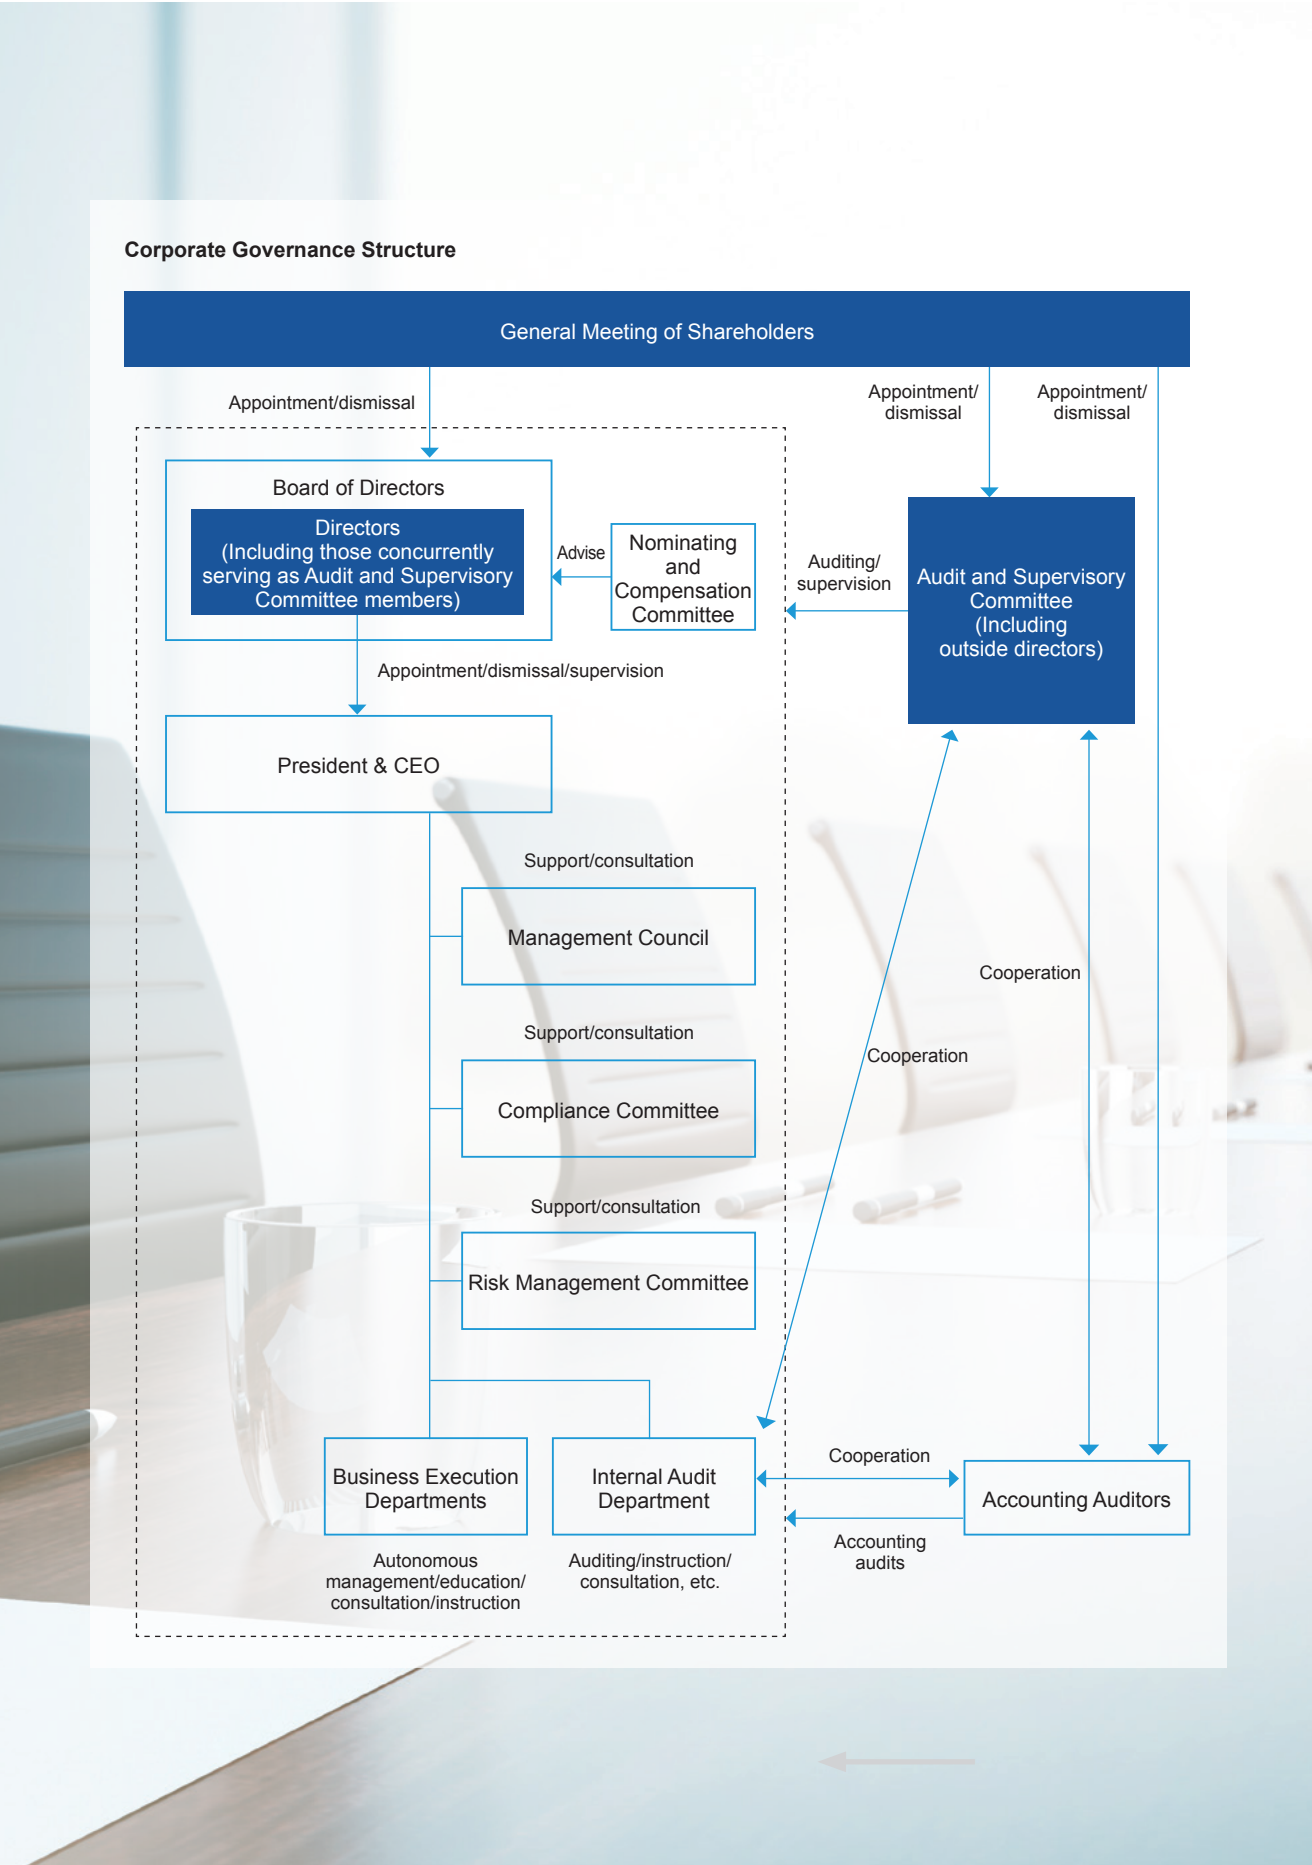 Corporate Governance Structure
General Meeting of Shareholders
Appointment/dismissal
Appointment/
dismissal
Appointment/
dismissal
Board of Directors
Directors
(Including those concurrently
serving as Audit and Supervisory
Committee members)
Advise
Nominating
and
Compensation
Committee
Auditing/
supervision
Audit and Supervisory
Committee
(Including
outside directors)
Appointment/dismissal/supervision
President & CEO
Support/consultation
Management Council
Cooperation
Support/consultation
Cooperation
Compliance Committee
Support/consultation
Risk Management Committee
Business Execution
Departments
Internal Audit
Department
Cooperation
Accounting Auditors
Accounting
audits
Autonomous
management/education/
consultation/instruction
Auditing/instruction/
consultation, etc.